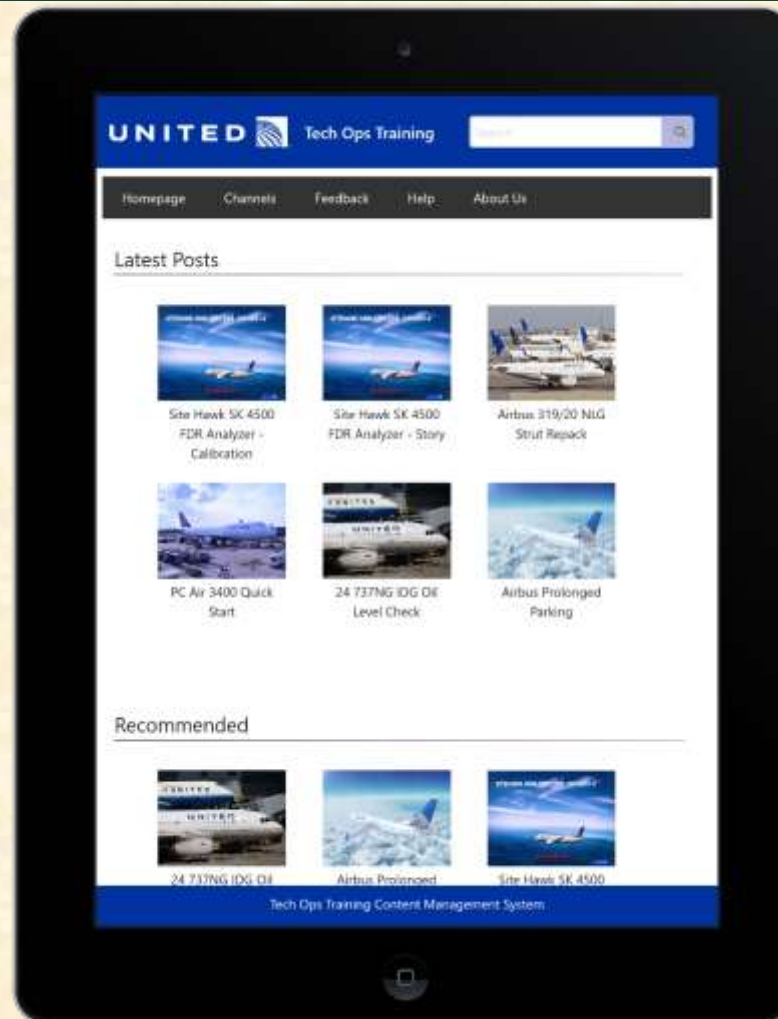 UNITED Tech Ops Training
Homepage Channels Feedback Help About Us
Latest Posts
Site Hawk SK 4500
FDR Analyzer -
Calibration
Site Hawk SK 4500
FDR Analyzer - Story
Airbus 319/20 NLG
Strut Repack
PC Air 3400 Quick
Start
24 737NG IDG Oil
Level Check
Airbus Prolonged
Parking
Recommended
UNITED
24 737NG IDG Oil
Airbus Prolonged
Site Hawk SK 4500
Tech Ops Training Content Management System